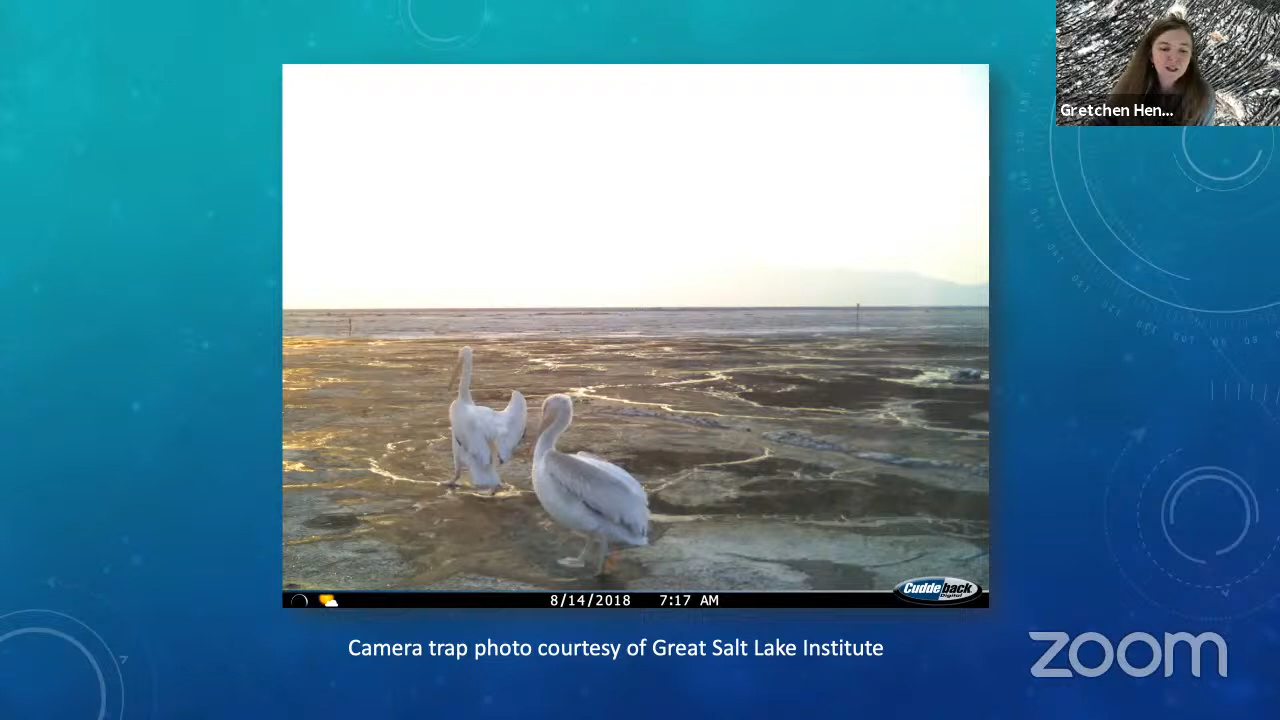 Gretchen Hen...
Cuddeback
Digital
8/14/2018 7:17 AM
Camera trap photo courtesy of Great Salt Lake Institute
zoom